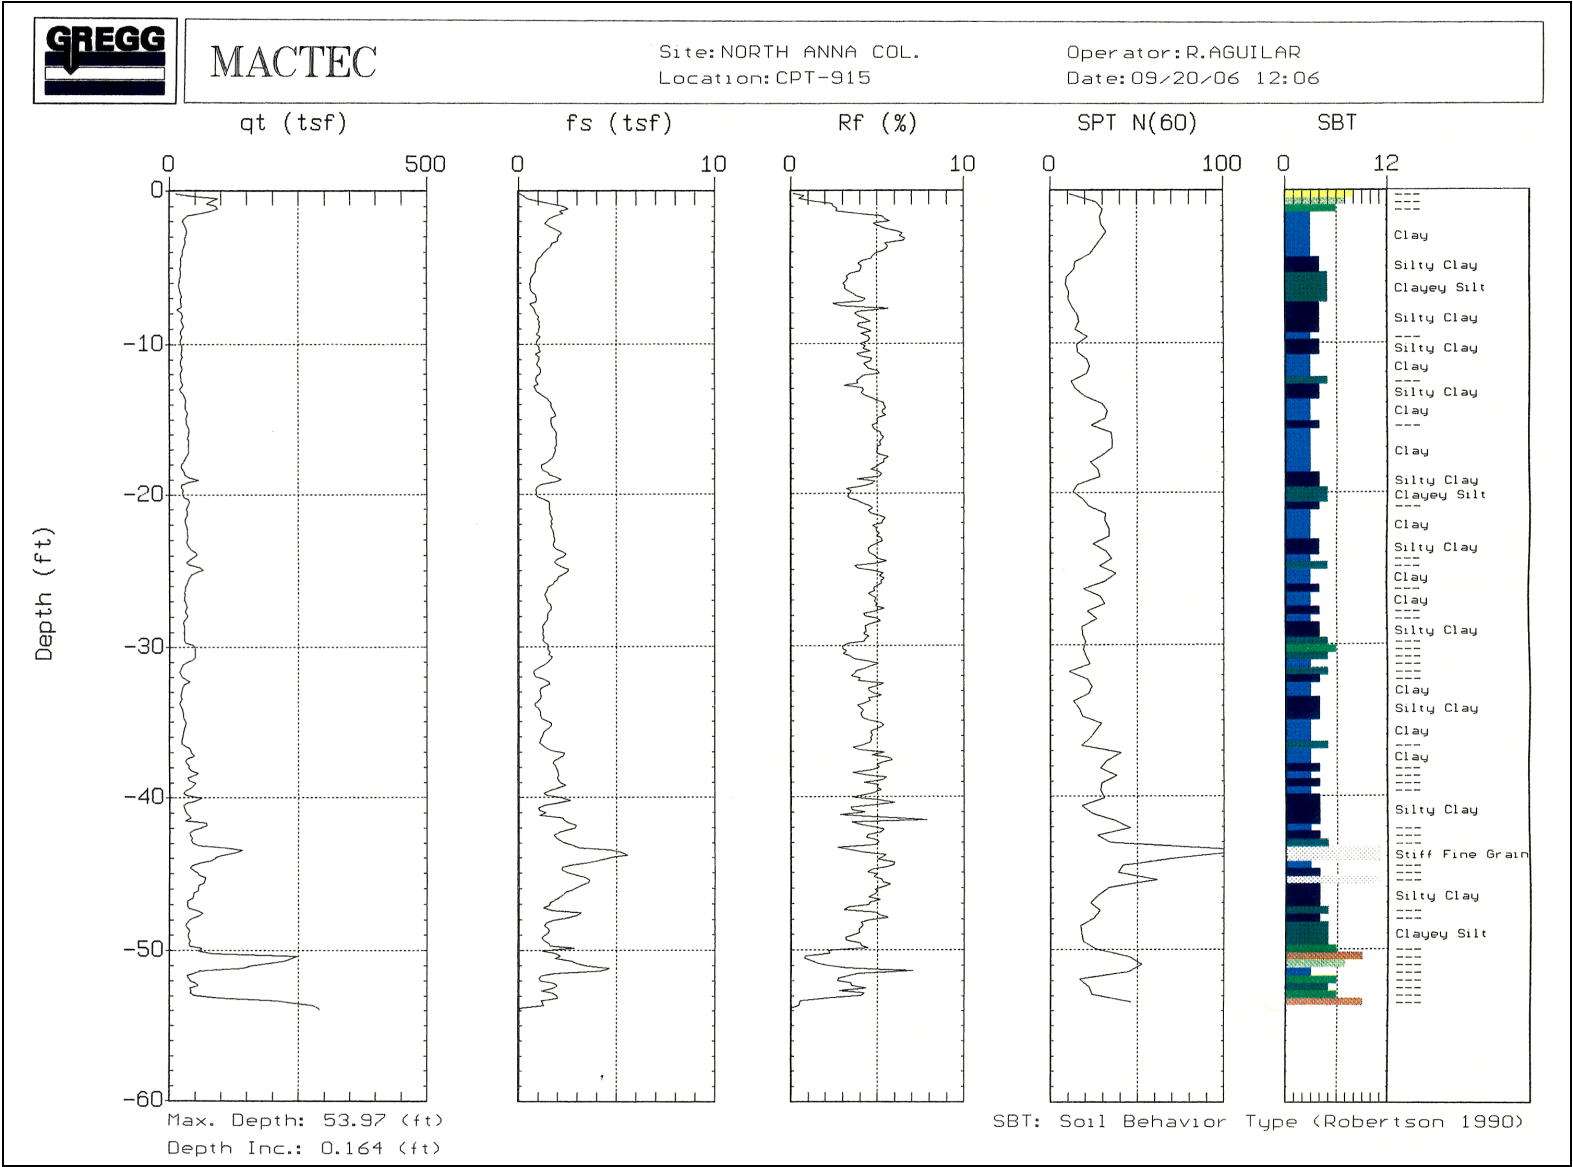 GREGG
MACTEC
Site:NORTH ANNA COL.
Location:CPT-915
Operator:R.AGUILAR
Date:09/20/06 12:06
qt (tsf)
fs (tsf)
Rf (%)
SPT N(60)
SBT
0 500
0 10
0 10
0 100
0 12
0
-10
-20
-30
-40
-50
-60
Depth (ft)
---
---
---
Clay
Silty Clay
Clayey Silt
Silty Clay
---
Silty Clay
Clay
---
Silty Clay
Clay
---
Clay
Silty Clay
Clayey Silt
---
Clay
Silty Clay
---
---
Clay
---
Clay
---
---
Silty Clay
---
---
---
---
---
Clay
Silty Clay
Clay
---
Clay
---
---
---
Silty Clay
---
---
---
Stiff Fine Grain
---
---
---
Silty Clay
---
---
Clayey Silt
---
---
---
---
---
---
---
---
Max. Depth: 53.97 (ft)
Depth Inc.: 0.164 (ft)
SBT: Soil Behavior Type (Robertson 1990)